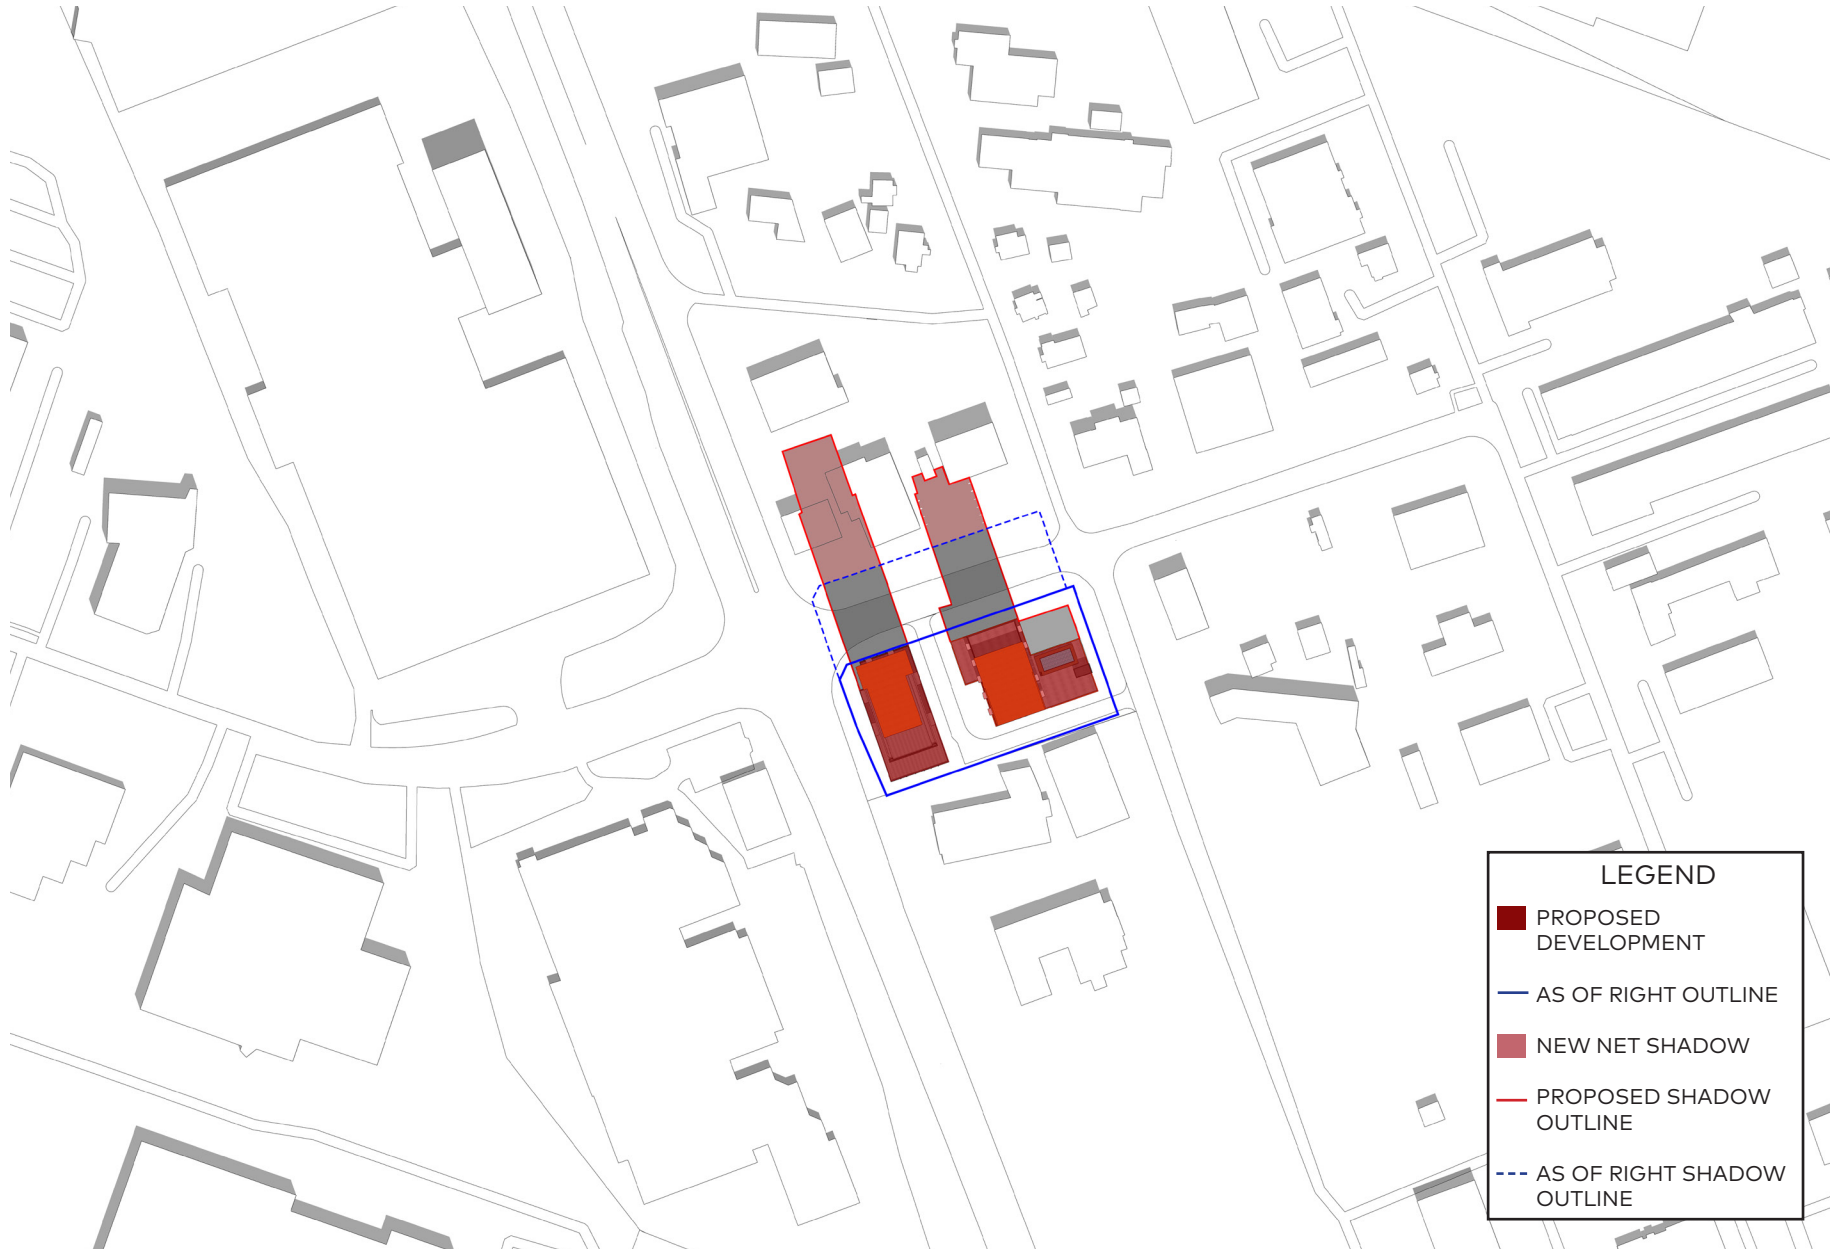 LEGEND
PROPOSED
DEVELOPMENT
AS OF RIGHT OUTLINE
NEW NET SHADOW
PROPOSED SHADOW
OUTLINE
AS OF RIGHT SHADOW
OUTLINE